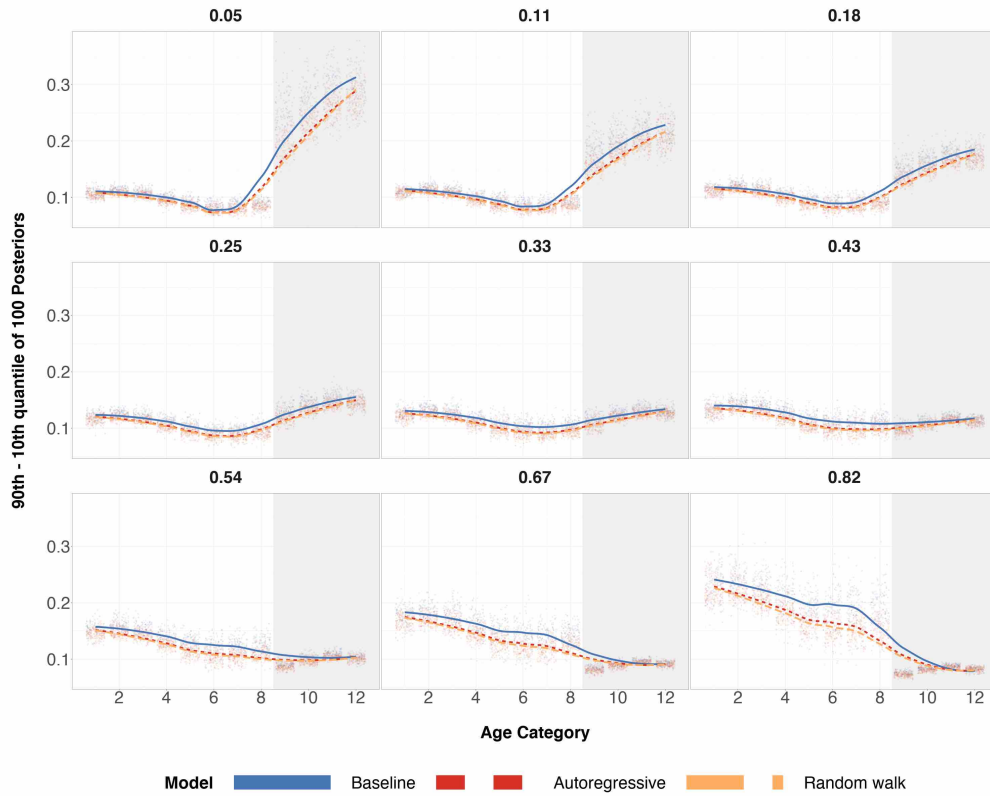 0.05 0.11 0.18
0.3
0.2
0.1
0.25 0.33 0.43
0.3
0.2
0.1
0.54 0.67 0.82
0.3
0.2
0.1
2 4 6 8 10 12 2 4 6 8 10 12 2 4 6 8 10 12
90th - 10th quantile of 100 Posteriors
Age Category
Model Baseline Autoregressive Random walk